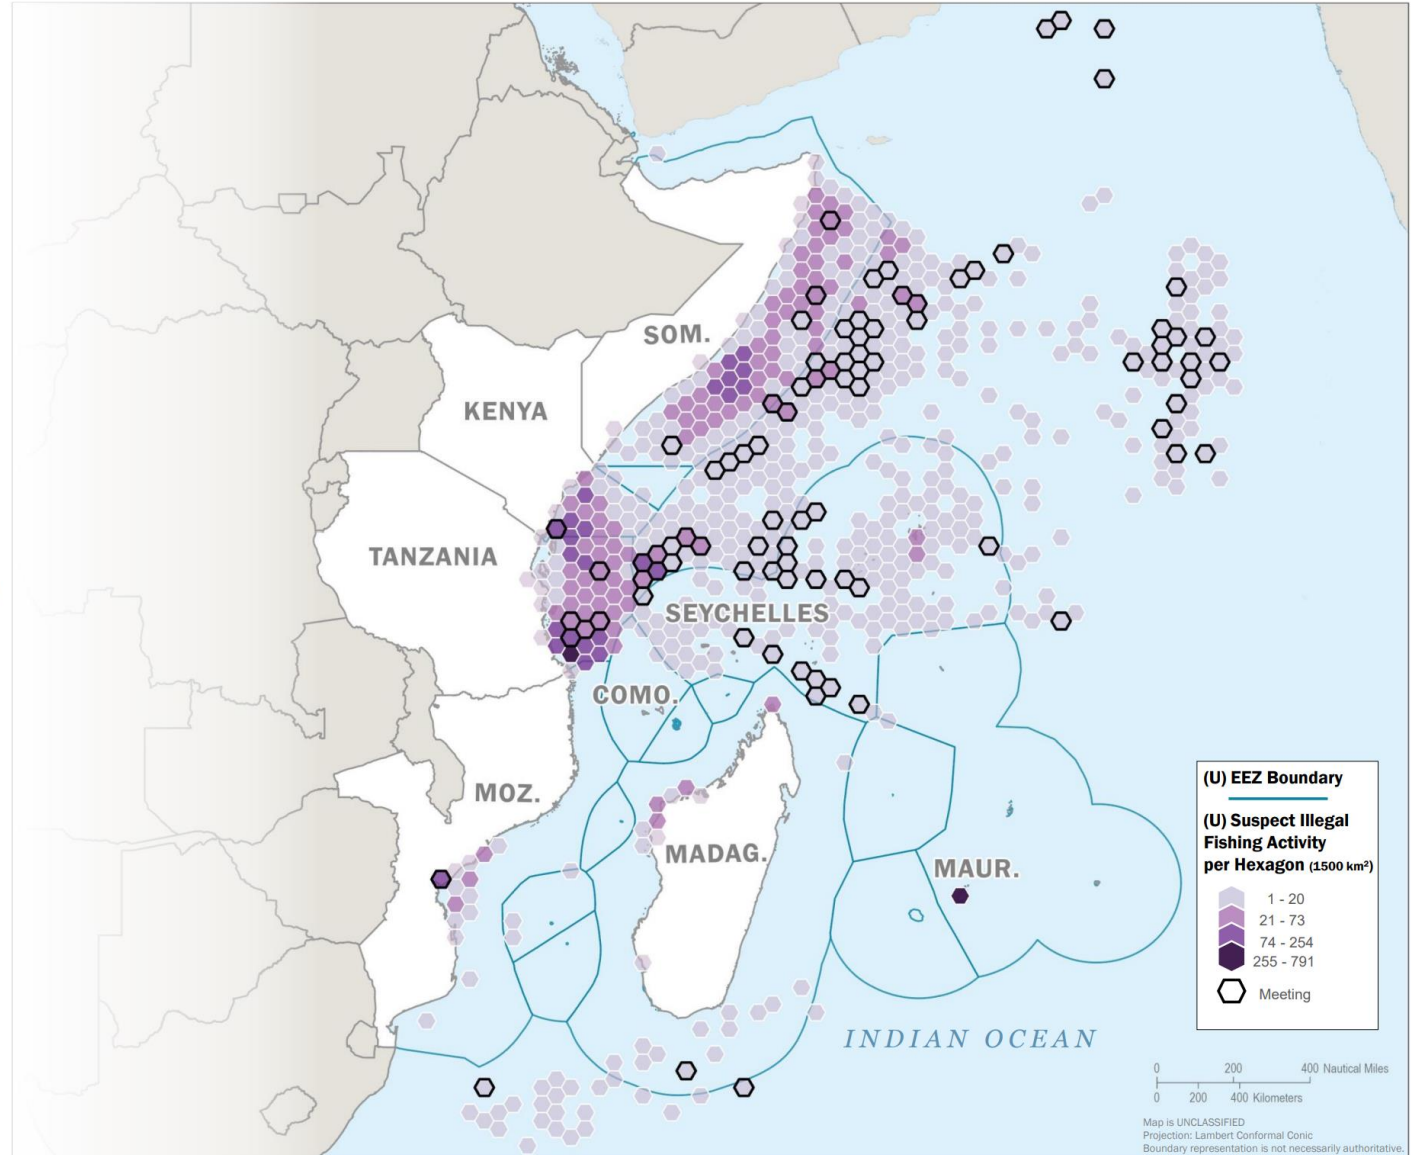 SOM.
KENYA
TANZANIA
SEYCHELLES
COMO.
MOZ.
MADAG.
MAUR.
INDIAN OCEAN
(U) EEZ Boundary
(U) Suspect Illegal
Fishing Activity
per Hexagon (1500 km²)
1 - 20
21 - 73
74 - 254
255 - 791
Meeting
0 200 400 Nautical Miles
0 200 400 Kilometers
Map is UNCLASSIFIED
Projection: Lambert Conformal Conic
Boundary representation is not necessarily authoritative.